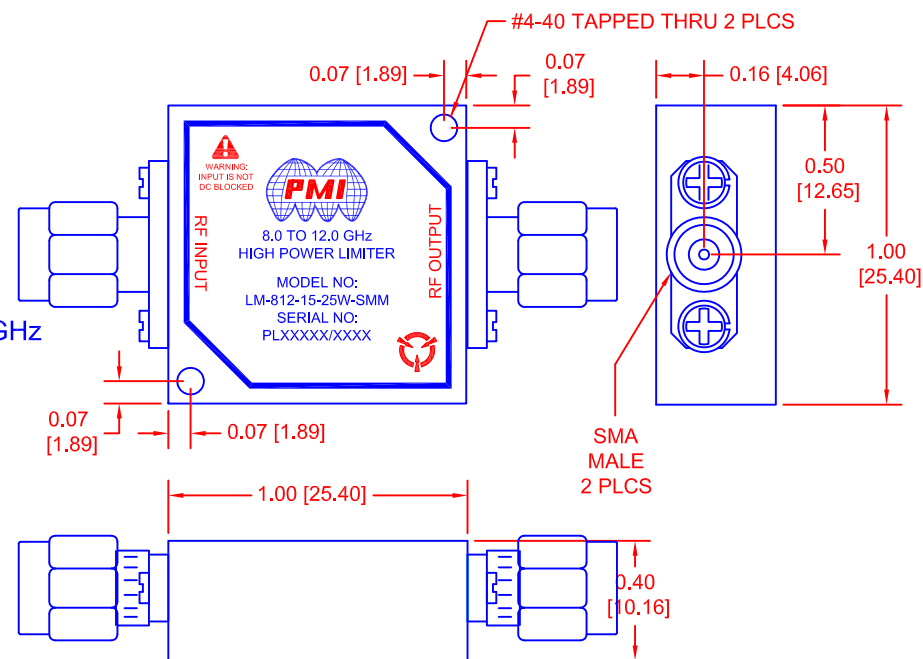 #4-40 TAPPED THRU 2 PLCS
0.07 [1.89]
0.07
[1.89]
0.16 [4.06]
WARNING:
INPUT IS NOT
DC BLOCKED
PMI
8.0 TO 12.0 GHz
HIGH POWER LIMITER
MODEL NO:
LM-812-15-25W-SMM
SERIAL NO:
PLXXXXX/XXXX
RF INPUT
RF OUTPUT
0.50
[12.65]
1.00
[25.40]
GHz
0.07
[1.89]
0.07 [1.89]
SMA
MALE
2 PLCS
1.00 [25.40]
0.40
[10.16]